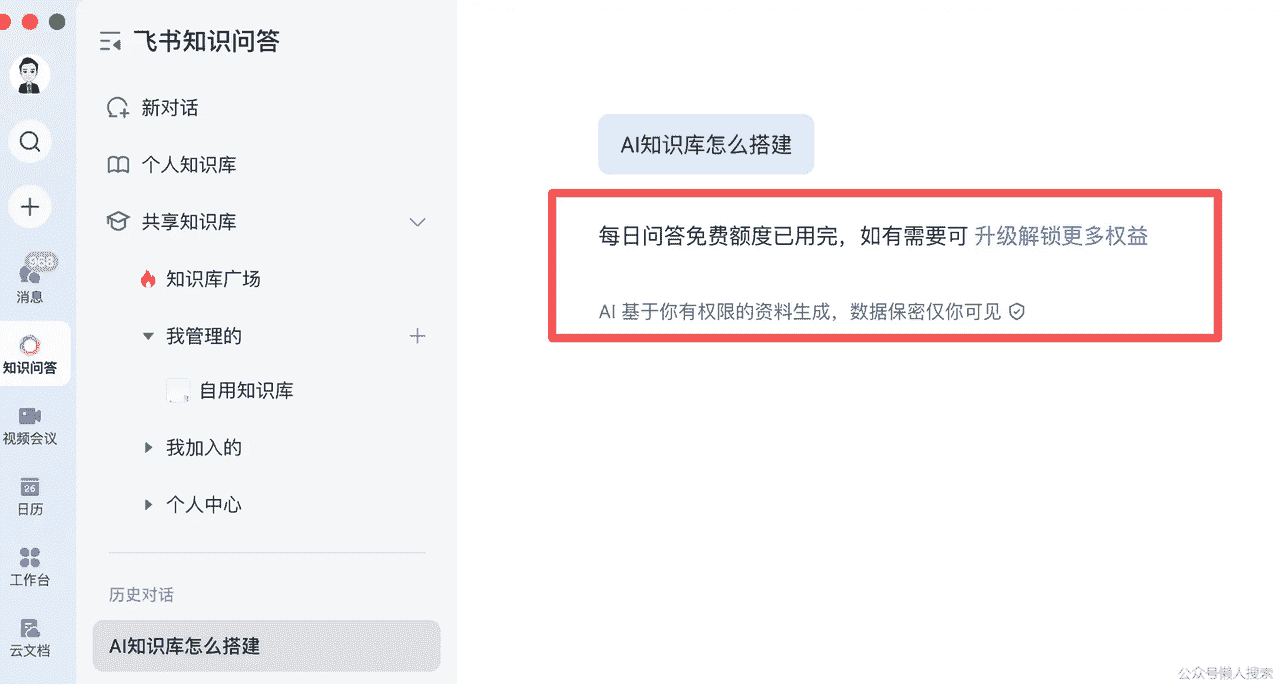 968
消息
知识问答
视频会议
26
日历
工作台
云文档
飞书知识问答
新对话
个人知识库
共享知识库
知识库广场
我管理的
自用知识库
我加入的
个人中心
历史对话
AI知识库怎么搭建
AI知识库怎么搭建
每日问答免费额度已用完，如有需要可 升级解锁更多权益
AI 基于你有权限的资料生成，数据保密仅你可见
公众号懒人搜索